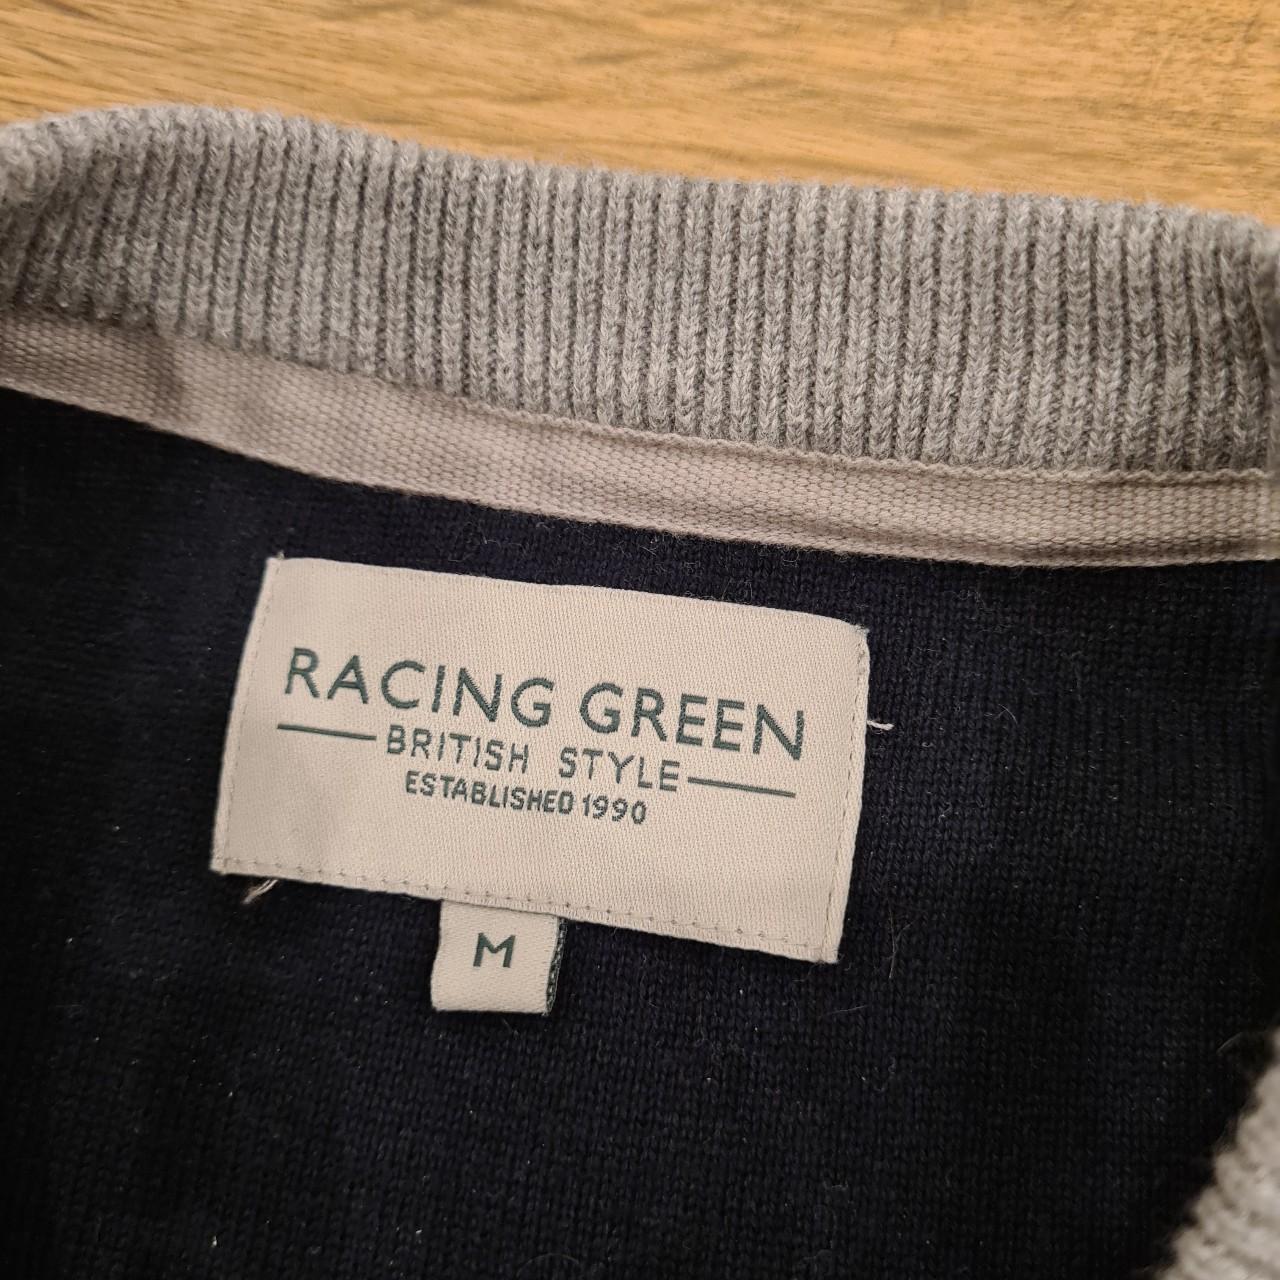 RACING GREEN
BRITISH STYLE
ESTABLISHED 1990
M